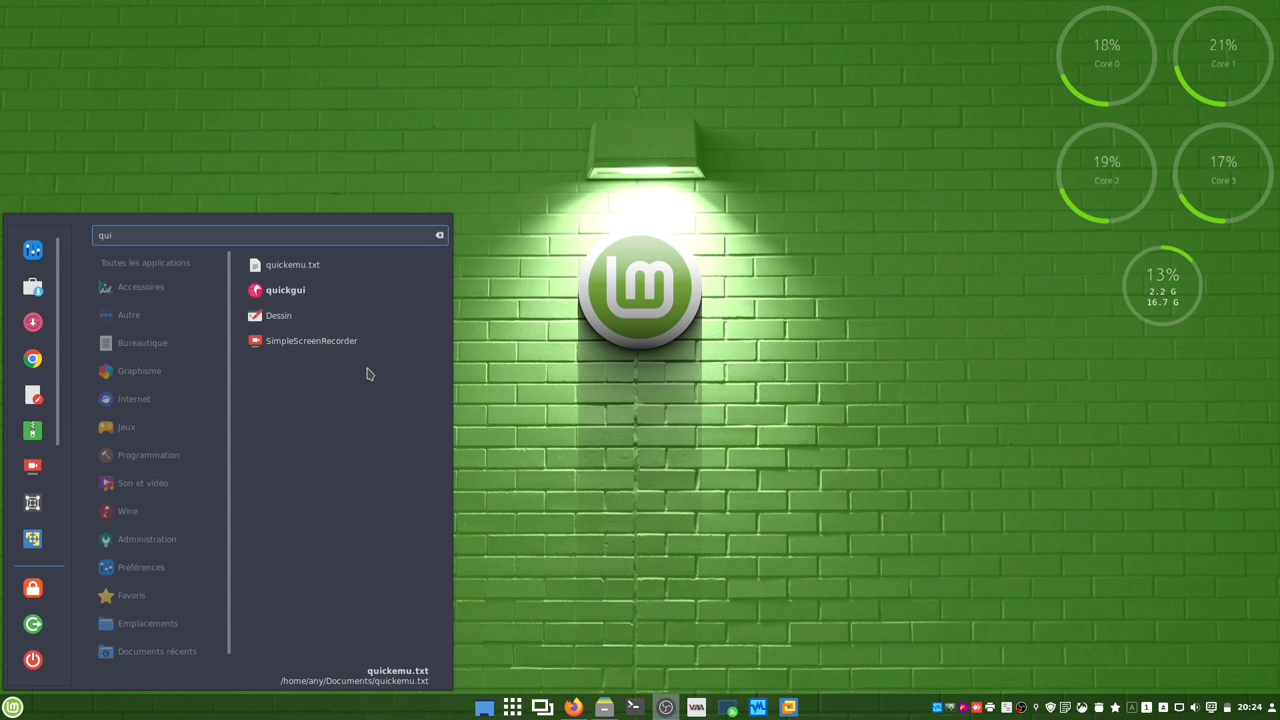 18%
Core 0
21%
Core 1
19%
Core 2
17%
Core 3
13%
2.2 G
16.7 G
qui
Toutes les applications
Accessoires
Autre
Bureautique
Graphisme
Internet
Jeux
Programmation
Son et vidéo
Wine
Administration
Préférences
Favoris
Emplacements
Documents récents
quickemu.txt
quickgui
Dessin
SimpleScreenRecorder
quickemu.txt
/home/any/Documents/quickemu.txt
A
1
20:24